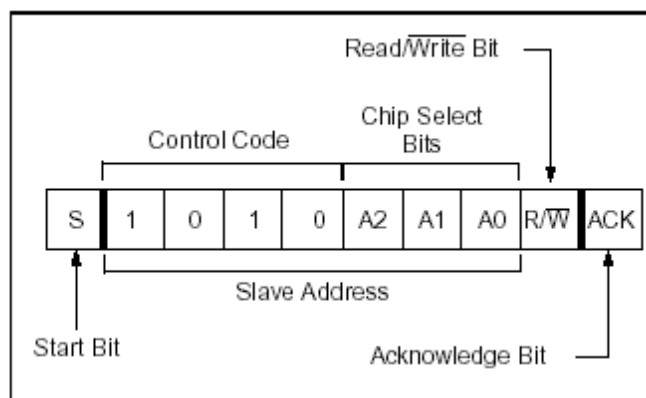 Read/Write Bit
Chip Select
Control Code Bits
S 1 0 1 0 A2 A1 A0 R/W ACK
Slave Address
Start Bit
Acknowledge Bit